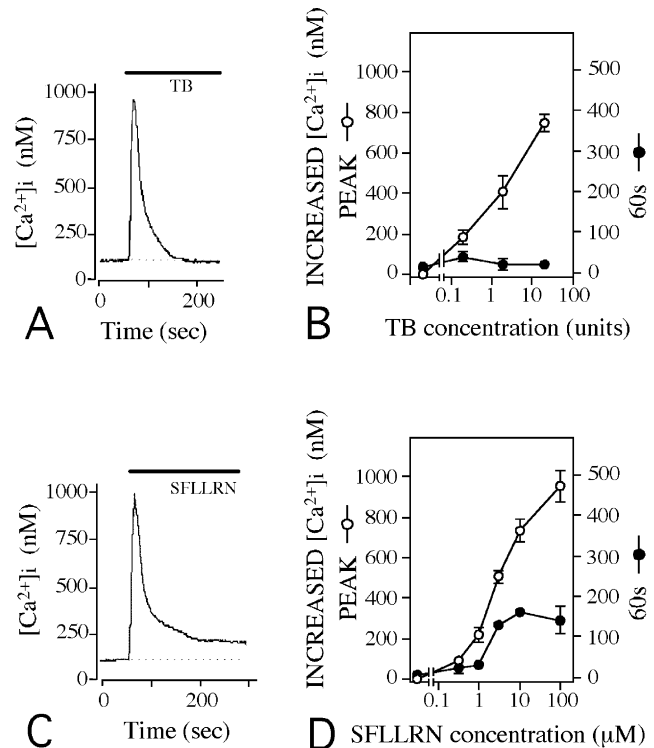 TB
1000
750
500
250
0
[Ca2+]i (nM)
0
100
200
Time (sec)
A
INCREASED [Ca2+]i (nM)
PEAK
1000
800
600
400
200
0
500
400
300
200
100
0
60s
0.1
1
10
100
TB concentration (units)
B
SFLLRN
1000
750
500
250
0
[Ca2+]i (nM)
0
100
200
300
Time (sec)
C
INCREASED [Ca2+]i (nM)
PEAK
1000
800
600
400
200
0
500
400
300
200
100
0
60s
0.1
1
10
100
SFLLRN concentration (μM)
D